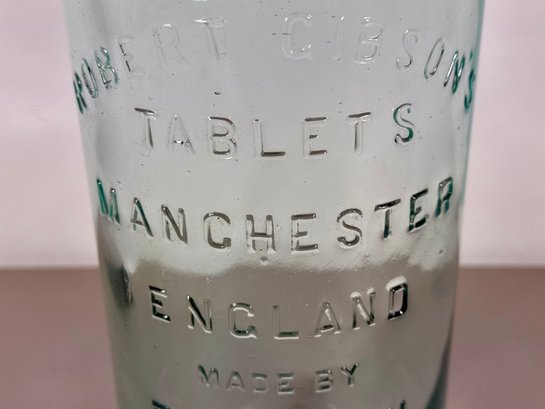 ROBERT GIBSON'S
TABLETS
MANCHESTER
ENGLAND
MADE BY